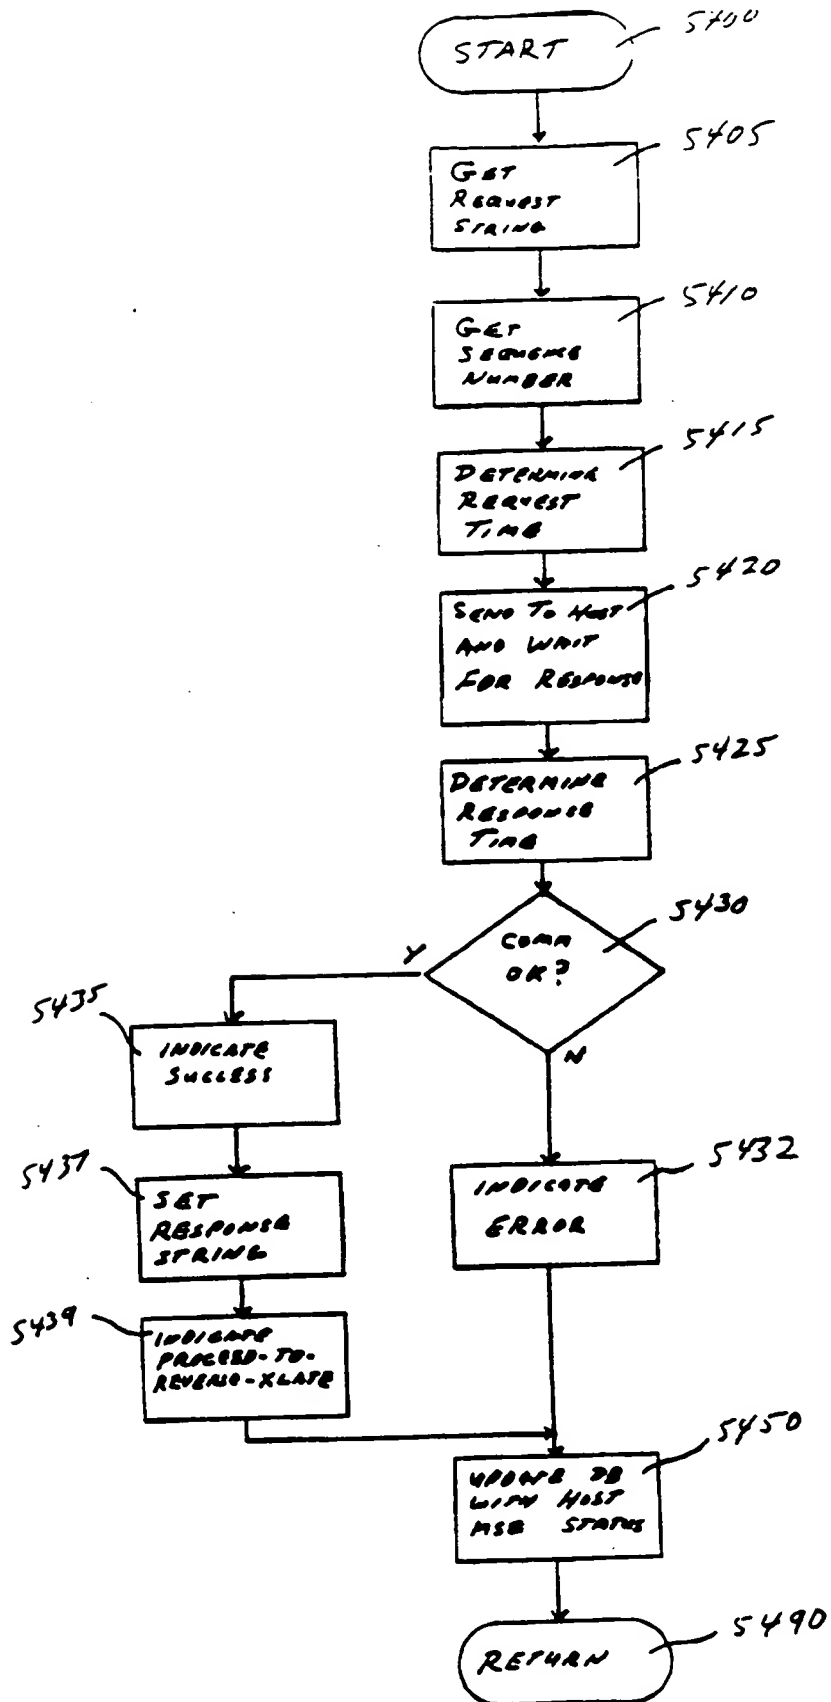 5400
START
5405
GET
REQUEST
STRING
5410
GET
SEQUENCE
NUMBER
5415
DETERMINE
REQUEST
TIME
5420
SEND TO HOST
AND WAIT
FOR RESPONSE
5425
DETERMINE
RESPONSE
TIME
5430
COMM
OK?
Y
N
5435
INDICATE
SUCCESS
5437
SET
RESPONSE
STRING
5432
INDICATE
ERROR
5439
INDICATE
PROCEED-TO-
REVERSE-XLATE
5450
UPDATE DB
WITH HOST
MSG STATUS
5490
RETURN